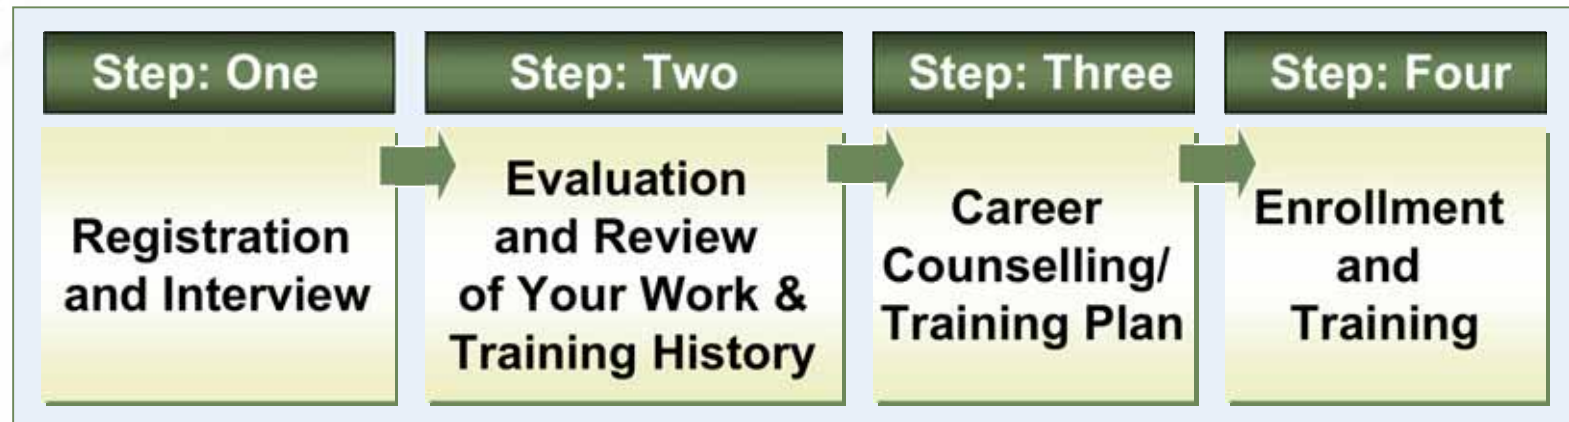 Step: One
Registration
and Interview
Step: Two
Evaluation
and Review
of Your Work &
Training History
Step: Three
Career
Counselling/
Training Plan
Step: Four
Enrollment
and
Training